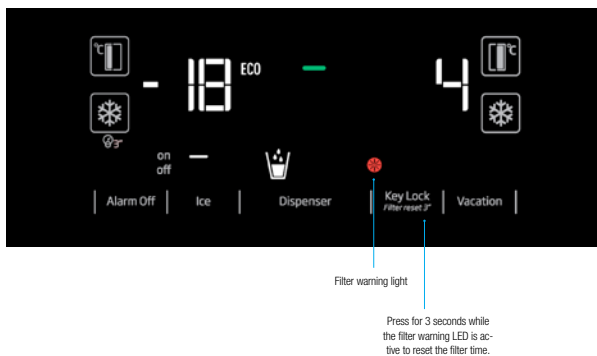 °C
°C
- 18 ECO
4
3"
on
off
Alarm Off Ice Dispenser Key Lock Vacation
Filter reset 3"
Filter warning light
Press for 3 seconds while
the filter warning LED is ac-
tive to reset the filter time.